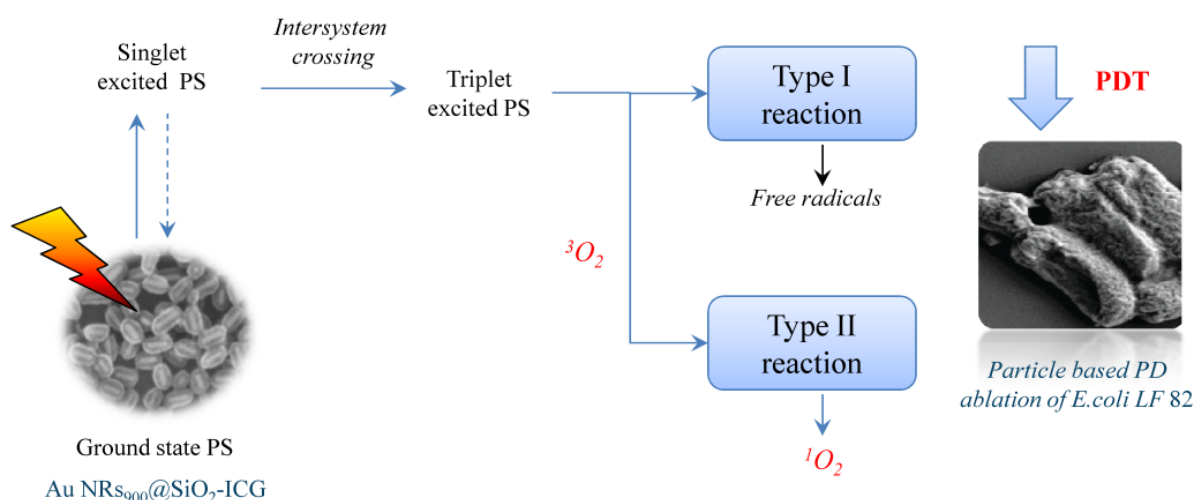 Singlet
excited PS
Intersystem
crossing
Triplet
excited PS
Type I
reaction
Free radicals
³O₂
Type II
reaction
¹O₂
Ground state PS
Au NRs₉₀₀@SiO₂-ICG
PDT
Particle based PD
ablation of E.coli LF 82